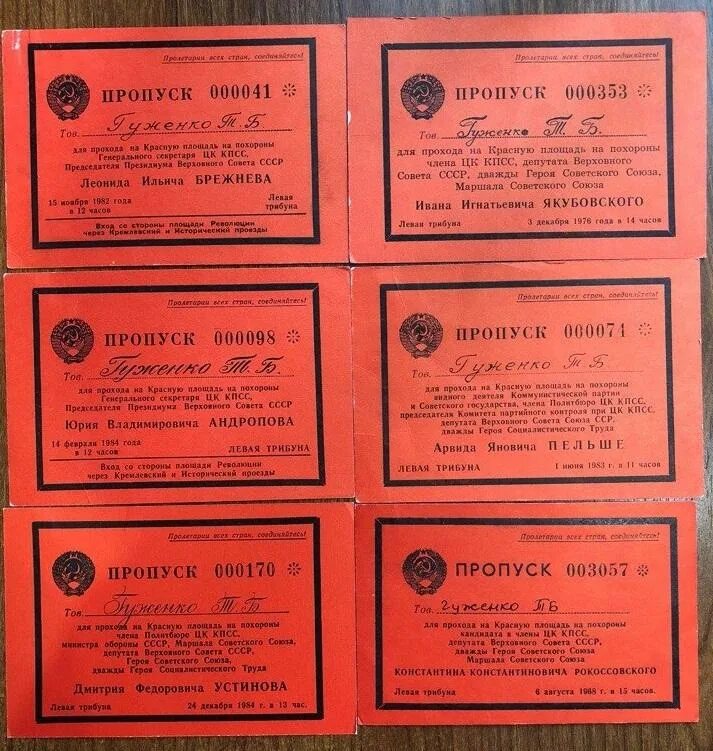 Пролетарии всех стран, соединяйтесь!
ПРОПУСК 000041
Тов. Гуженко Т. Б.
для прохода на Красную площадь на похороны
Генерального секретаря ЦК КПСС,
Председателя Президиума Верховного Совета СССР
Леонида Ильича БРЕЖНЕВА
15 ноября 1982 года
в 12 часов
Левая
трибуна
Вход со стороны площади Революции
через Кремлевский и Исторический проезды
Пролетарии всех стран, соединяйтесь!
ПРОПУСК 000353
Тов. Гуженко Т. Б.
для прохода на Красную площадь на похороны
члена ЦК КПСС, депутата Верховного
Совета СССР, дважды Героя Советского Союза,
Маршала Советского Союза
Ивана Игнатьевича ЯКУБОВСКОГО
Левая трибуна 3 декабря 1976 года в 14 часов
Пролетарии всех стран, соединяйтесь!
ПРОПУСК 000098
Тов. Гуженко Т. Б.
для прохода на Красную площадь на похороны
Генерального секретаря ЦК КПСС,
Председателя Президиума Верховного Совета СССР
Юрия Владимировича АНДРОПОВА
14 февраля 1984 года
в 12 часов
ЛЕВАЯ ТРИБУНА
Вход со стороны площади Революции
через Кремлевский и Исторический проезды
Пролетарии всех стран, соединяйтесь!
ПРОПУСК 000074
Тов. Гуженко Т Б
для прохода на Красную площадь на похороны
видного деятеля Коммунистической партии
и Советского государства, члена Политбюро ЦК КПСС,
председателя Комитета партийного контроля при ЦК КПСС,
депутата Верховного Совета Союза ССР,
дважды Героя Социалистического Труда
Арвида Яновича ПЕЛЬШЕ
ЛЕВАЯ ТРИБУНА 1 июня 1983 года в 11 часов
Пролетарии всех стран, соединяйтесь!
ПРОПУСК 000170
Тов. Гуженко Т. Б
для прохода на Красную площадь на похороны
члена Политбюро ЦК КПСС,
министра обороны СССР, Маршала Советского Союза,
депутата Верховного Совета СССР,
Героя Советского Союза,
дважды Героя Социалистического Труда
Дмитрия Федоровича УСТИНОВА
Левая трибуна 24 декабря 1984 г. в 13 час.
Пролетарии всех стран, соединяйтесь!
ПРОПУСК 003057
Тов. Гуженко ТБ
для прохода на Красную площадь на похороны
кандидата в члены ЦК КПСС,
депутата Верховного Совета СССР,
дважды Героя Советского Союза
Маршала Советского Союза
КОНСТАНТИНА КОНСТАНТИНОВИЧА РОКОССОВСКОГО
Левая трибуна 6 августа 1968 г. в 15 часов.